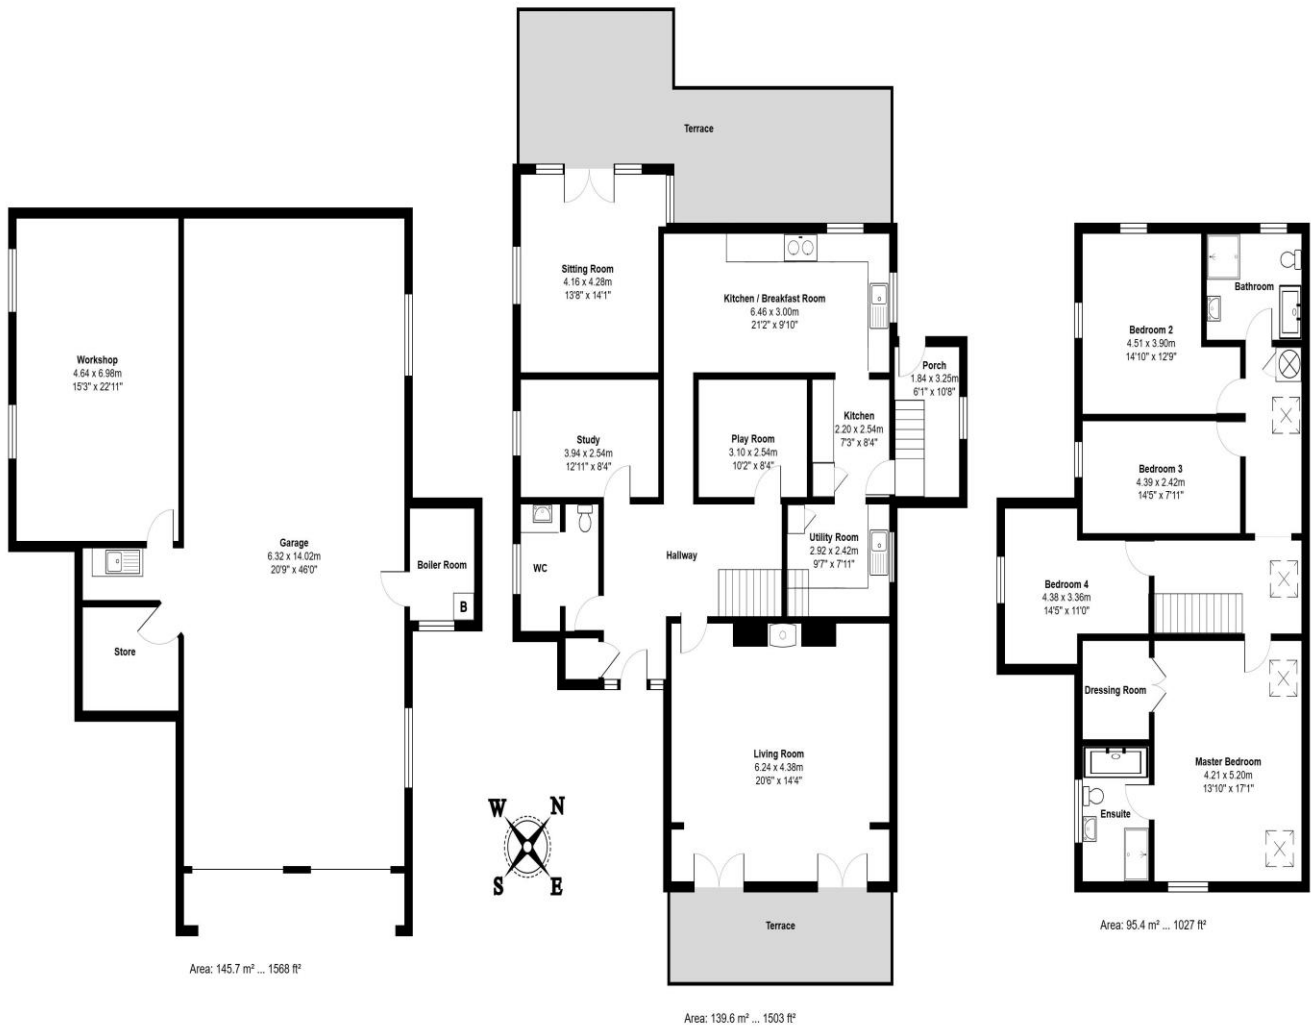 Terrace
Sitting Room
4.16 x 4.28m
13'8" x 14'1"
Kitchen / Breakfast Room
6.46 x 3.00m
21'2" x 9'10"
Porch
1.84 x 3.25m
6'1" x 10'8"
Study
3.94 x 2.54m
12'11" x 8'4"
Play Room
3.10 x 2.54m
10'2" x 8'4"
Kitchen
2.20 x 2.54m
7'3" x 8'4"
Hallway
Utility Room
2.92 x 2.42m
9'7" x 7'11"
WC
Living Room
6.24 x 4.38m
20'6" x 14'4"
Terrace
Area: 139.6 m² ... 1503 ft²
Workshop
4.64 x 6.98m
15'3" x 22'11"
Garage
6.32 x 14.02m
20'9" x 46'0"
Boiler Room
B
Store
Area: 145.7 m² ... 1568 ft²
W N
S E
Bedroom 2
4.51 x 3.90m
14'10" x 12'9"
Bathroom
Bedroom 3
4.39 x 2.42m
14'5" x 7'11"
Bedroom 4
4.38 x 3.36m
14'5" x 11'0"
Dressing Room
Master Bedroom
4.21 x 5.20m
13'10" x 17'1"
Ensuite
Area: 95.4 m² ... 1027 ft²